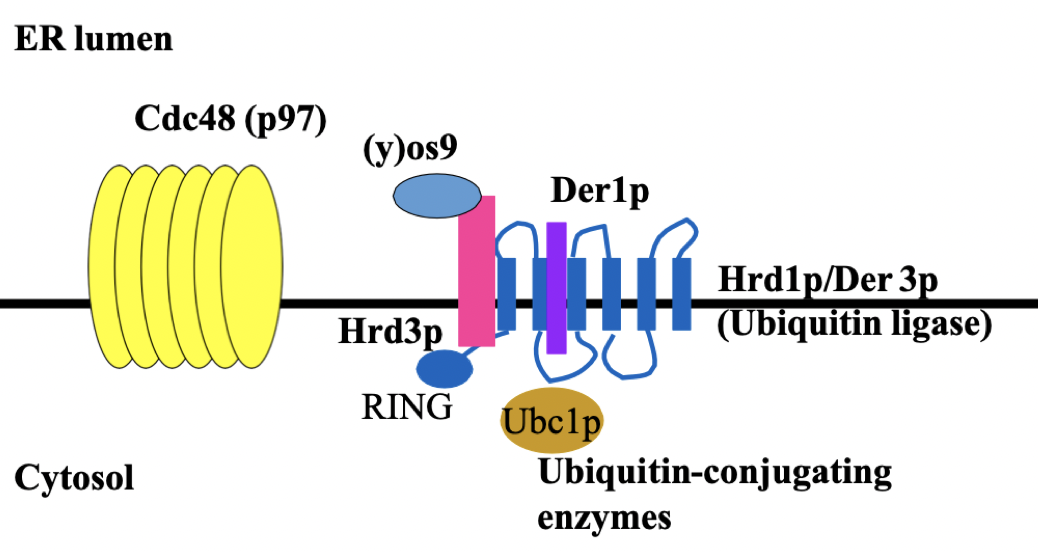 ER lumen
Cdc48 (p97)
(y)os9
Der1p
Hrd1p/Der 3p
(Ubiquitin ligase)
Hrd3p
RING
Ubc1p
Cytosol
Ubiquitin-conjugating
enzymes